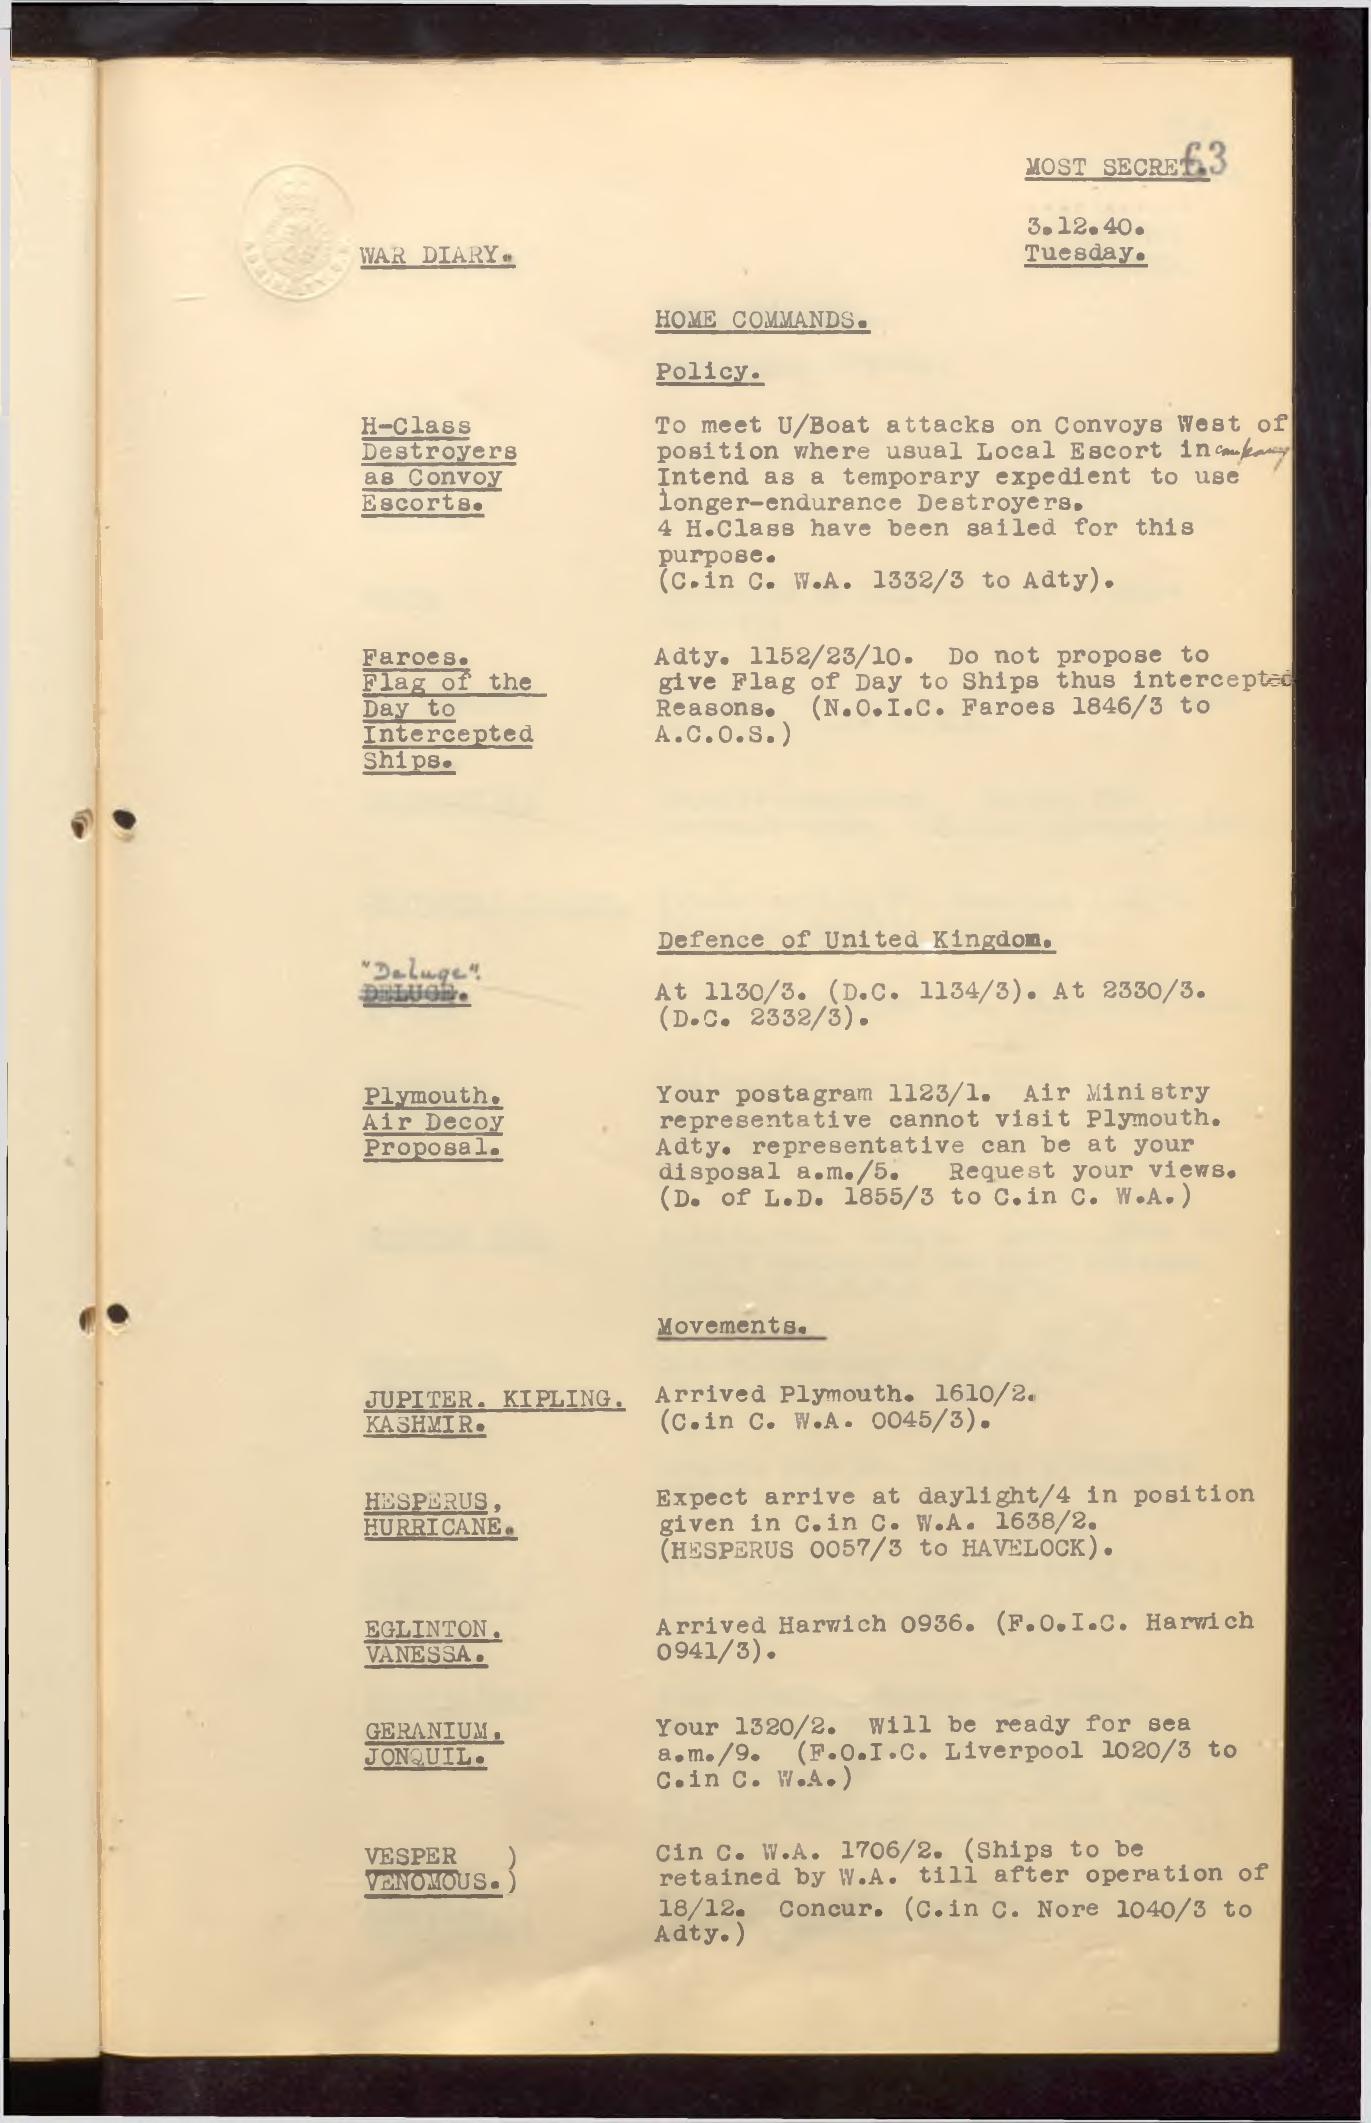 MOST SECRET.
63
3.12.40.
Tuesday.
WAR DIARY.
HOME COMMANDS.
Policy.
H-Class
Destroyers
as Convoy
Escorts.
To meet U/Boat attacks on Convoys West of
position where usual Local Escort in company
Intend as a temporary expedient to use
longer-endurance Destroyers.
4 H.Class have been sailed for this
purpose.
(C.in C. W.A. 1332/3 to Adty).
Faroes.
Flag of the
Day to
Intercepted
Ships.
Adty. 1152/23/10. Do not propose to
give Flag of Day to Ships thus intercepted
Reasons. (N.O.I.C. Faroes 1846/3 to
A.C.O.S.)
Defence of United Kingdom.
"Deluge".
DELUGE.
At 1130/3. (D.C. 1134/3). At 2330/3.
(D.C. 2332/3).
Plymouth.
Air Decoy
Proposal.
Your postagram 1123/1. Air Ministry
representative cannot visit Plymouth.
Adty. representative can be at your
disposal a.m./5. Request your views.
(D. of L.D. 1855/3 to C.in C. W.A.)
Movements.
JUPITER. KIPLING.
KASHMIR.
Arrived Plymouth. 1610/2.
(C.in C. W.A. 0045/3).
HESPERUS,
HURRICANE.
Expect arrive at daylight/4 in position
given in C.in C. W.A. 1638/2.
(HESPERUS 0057/3 to HAVELOCK).
EGLINTON.
VANESSA.
Arrived Harwich 0936. (F.O.I.C. Harwich
0941/3).
GERANIUM.
JONQUIL.
Your 1320/2. Will be ready for sea
a.m./9. (F.O.I.C. Liverpool 1020/3 to
C.in C. W.A.)
VESPER )
VENOMOUS.)
Cin C. W.A. 1706/2. (Ships to be
retained by W.A. till after operation of
18/12. Concur. (C.in C. Nore 1040/3 to
Adty.)